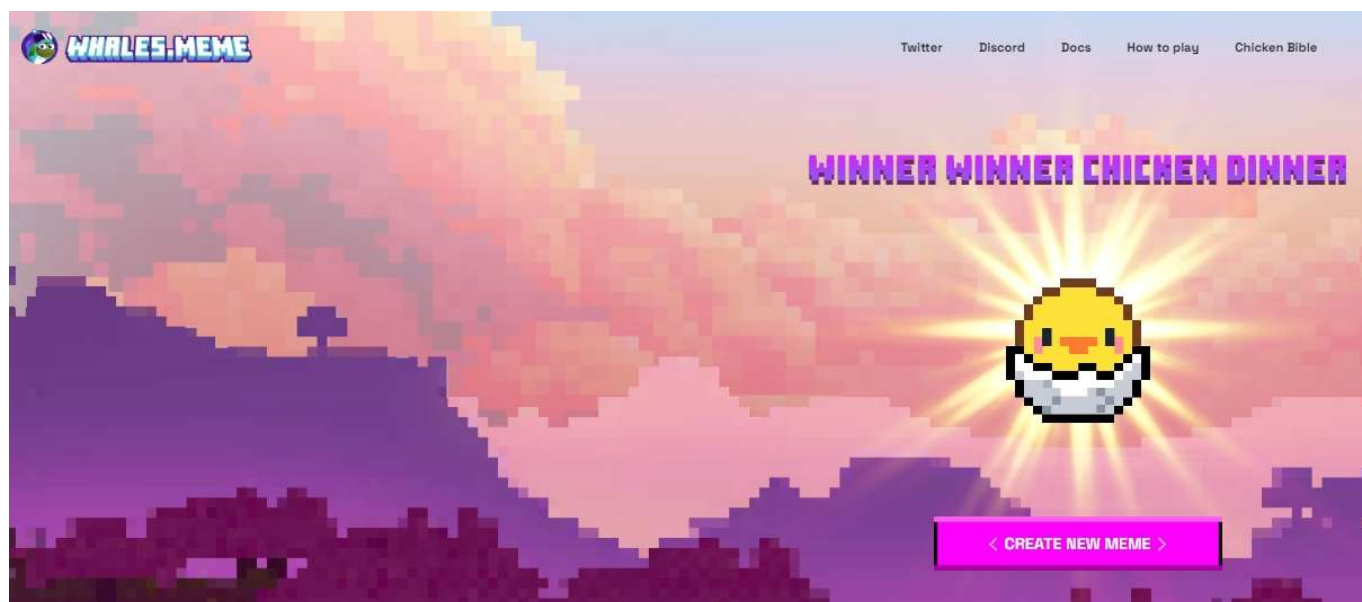 WHALES.MEME
Twitter Discord Docs How to play Chicken Bible
WINNER WINNER CHICKEN DINNER
< CREATE NEW MEME >